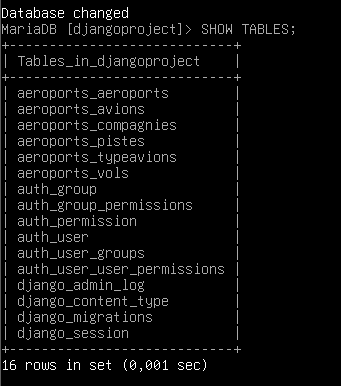 Database changed
MariaDB [djangoproject]> SHOW TABLES;
+----------------------------+
| Tables_in_djangoproject    |
+----------------------------+
| aeroports_aeroports        |
| aeroports_avions           |
| aeroports_compagnies       |
| aeroports_pistes           |
| aeroports_typeavions       |
| aeroports_vols             |
| auth_group                 |
| auth_group_permissions     |
| auth_permission            |
| auth_user                  |
| auth_user_groups           |
| auth_user_user_permissions |
| django_admin_log           |
| django_content_type        |
| django_migrations          |
| django_session             |
+----------------------------+
16 rows in set (0,001 sec)